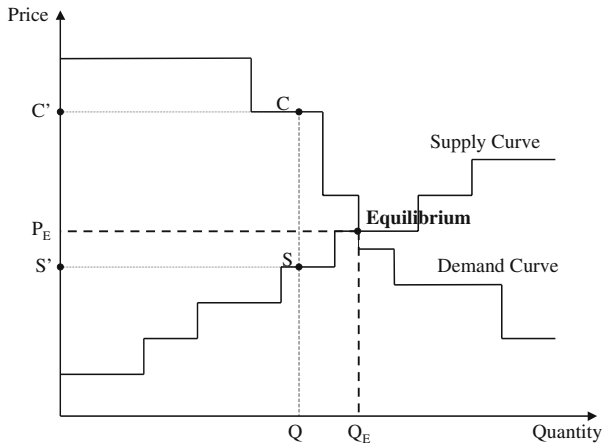 Price
C’
C
Supply Curve
Equilibrium
P_E
S’
S
Demand Curve
Q
Q_E
Quantity